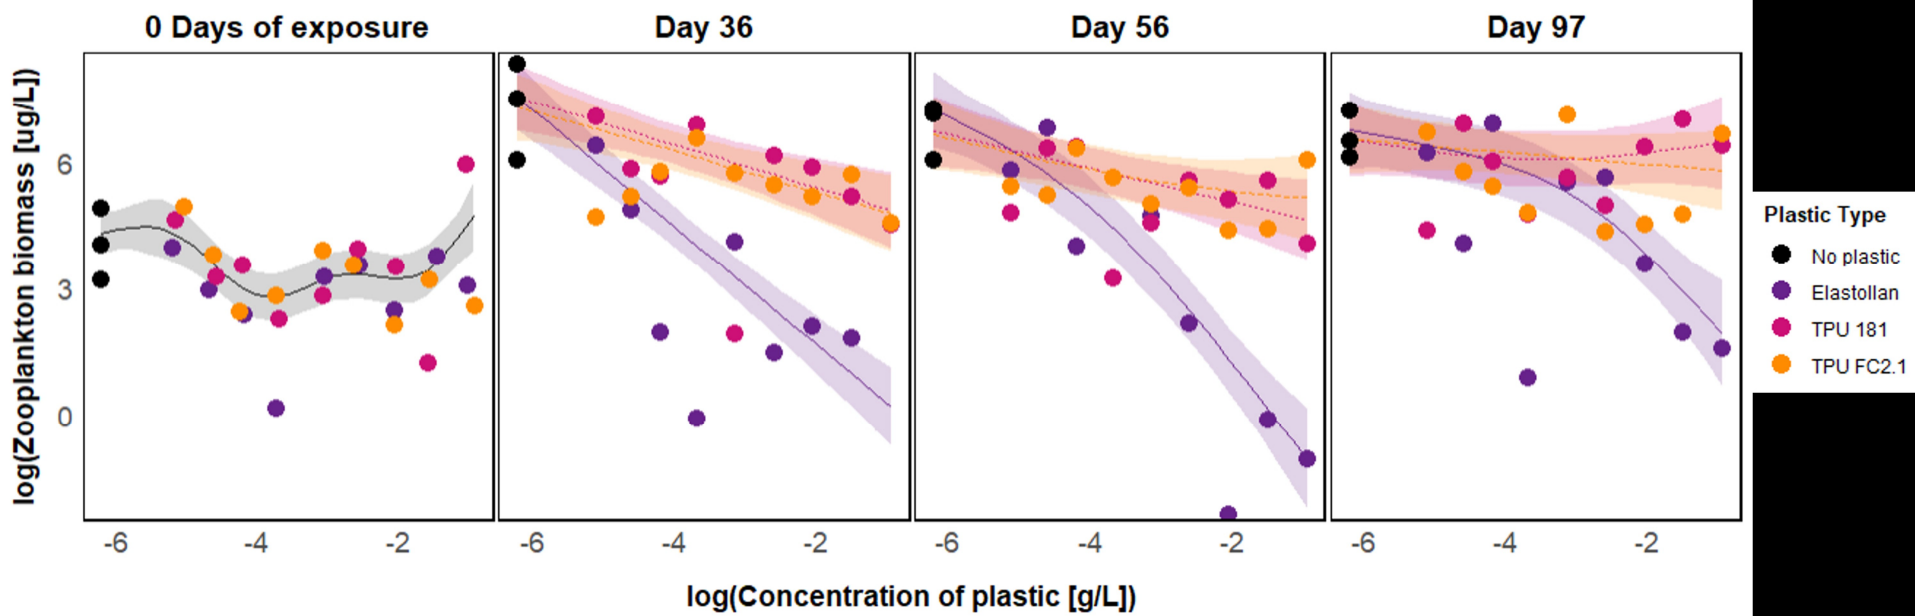 0 Days of exposure Day 36 Day 56 Day 97
log(Zooplankton biomass [ug/L])
6
3
0
-6 -4 -2 -6 -4 -2 -6 -4 -2 -6 -4 -2
log(Concentration of plastic [g/L])
Plastic Type
No plastic
Elastollan
TPU 181
TPU FC2.1